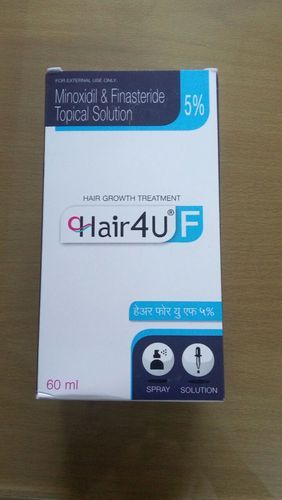 FOR EXTERNAL USE ONLY.
Minoxidil & Finasteride
Topical Solution
5%
HAIR GROWTH TREATMENT
Hair4U® F
हेअर फोर यु एफ ५%
SPRAY
SOLUTION
60 ml